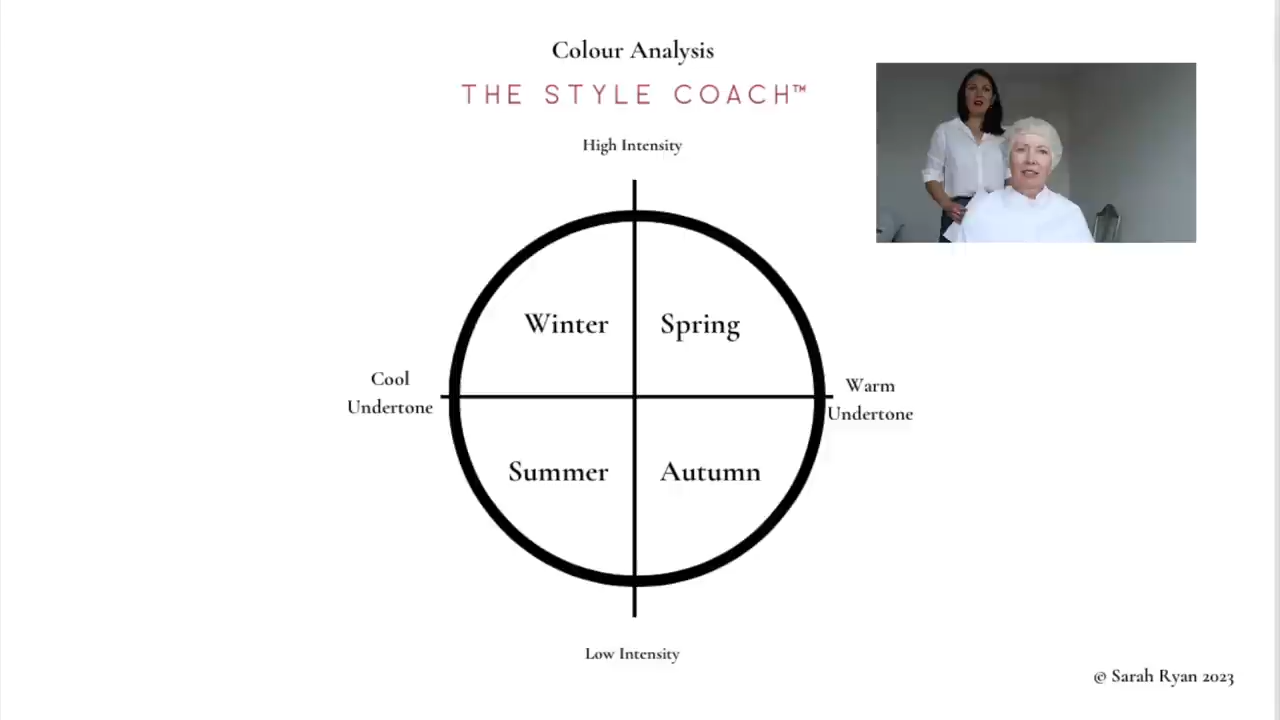 Colour Analysis
THE STYLE COACH™
High Intensity
Winter
Spring
Cool
Undertone
Warm
Undertone
Summer
Autumn
Low Intensity
© Sarah Ryan 2023